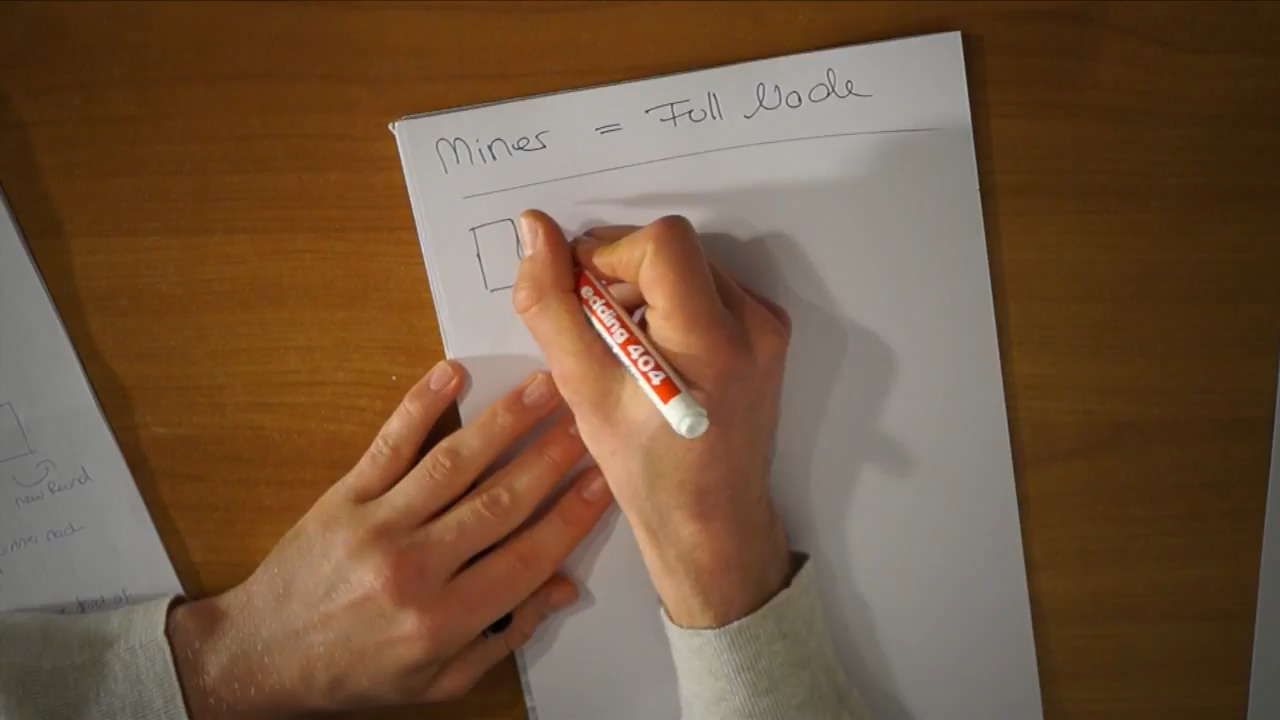 Miner = Full Node
edding 404
new Round